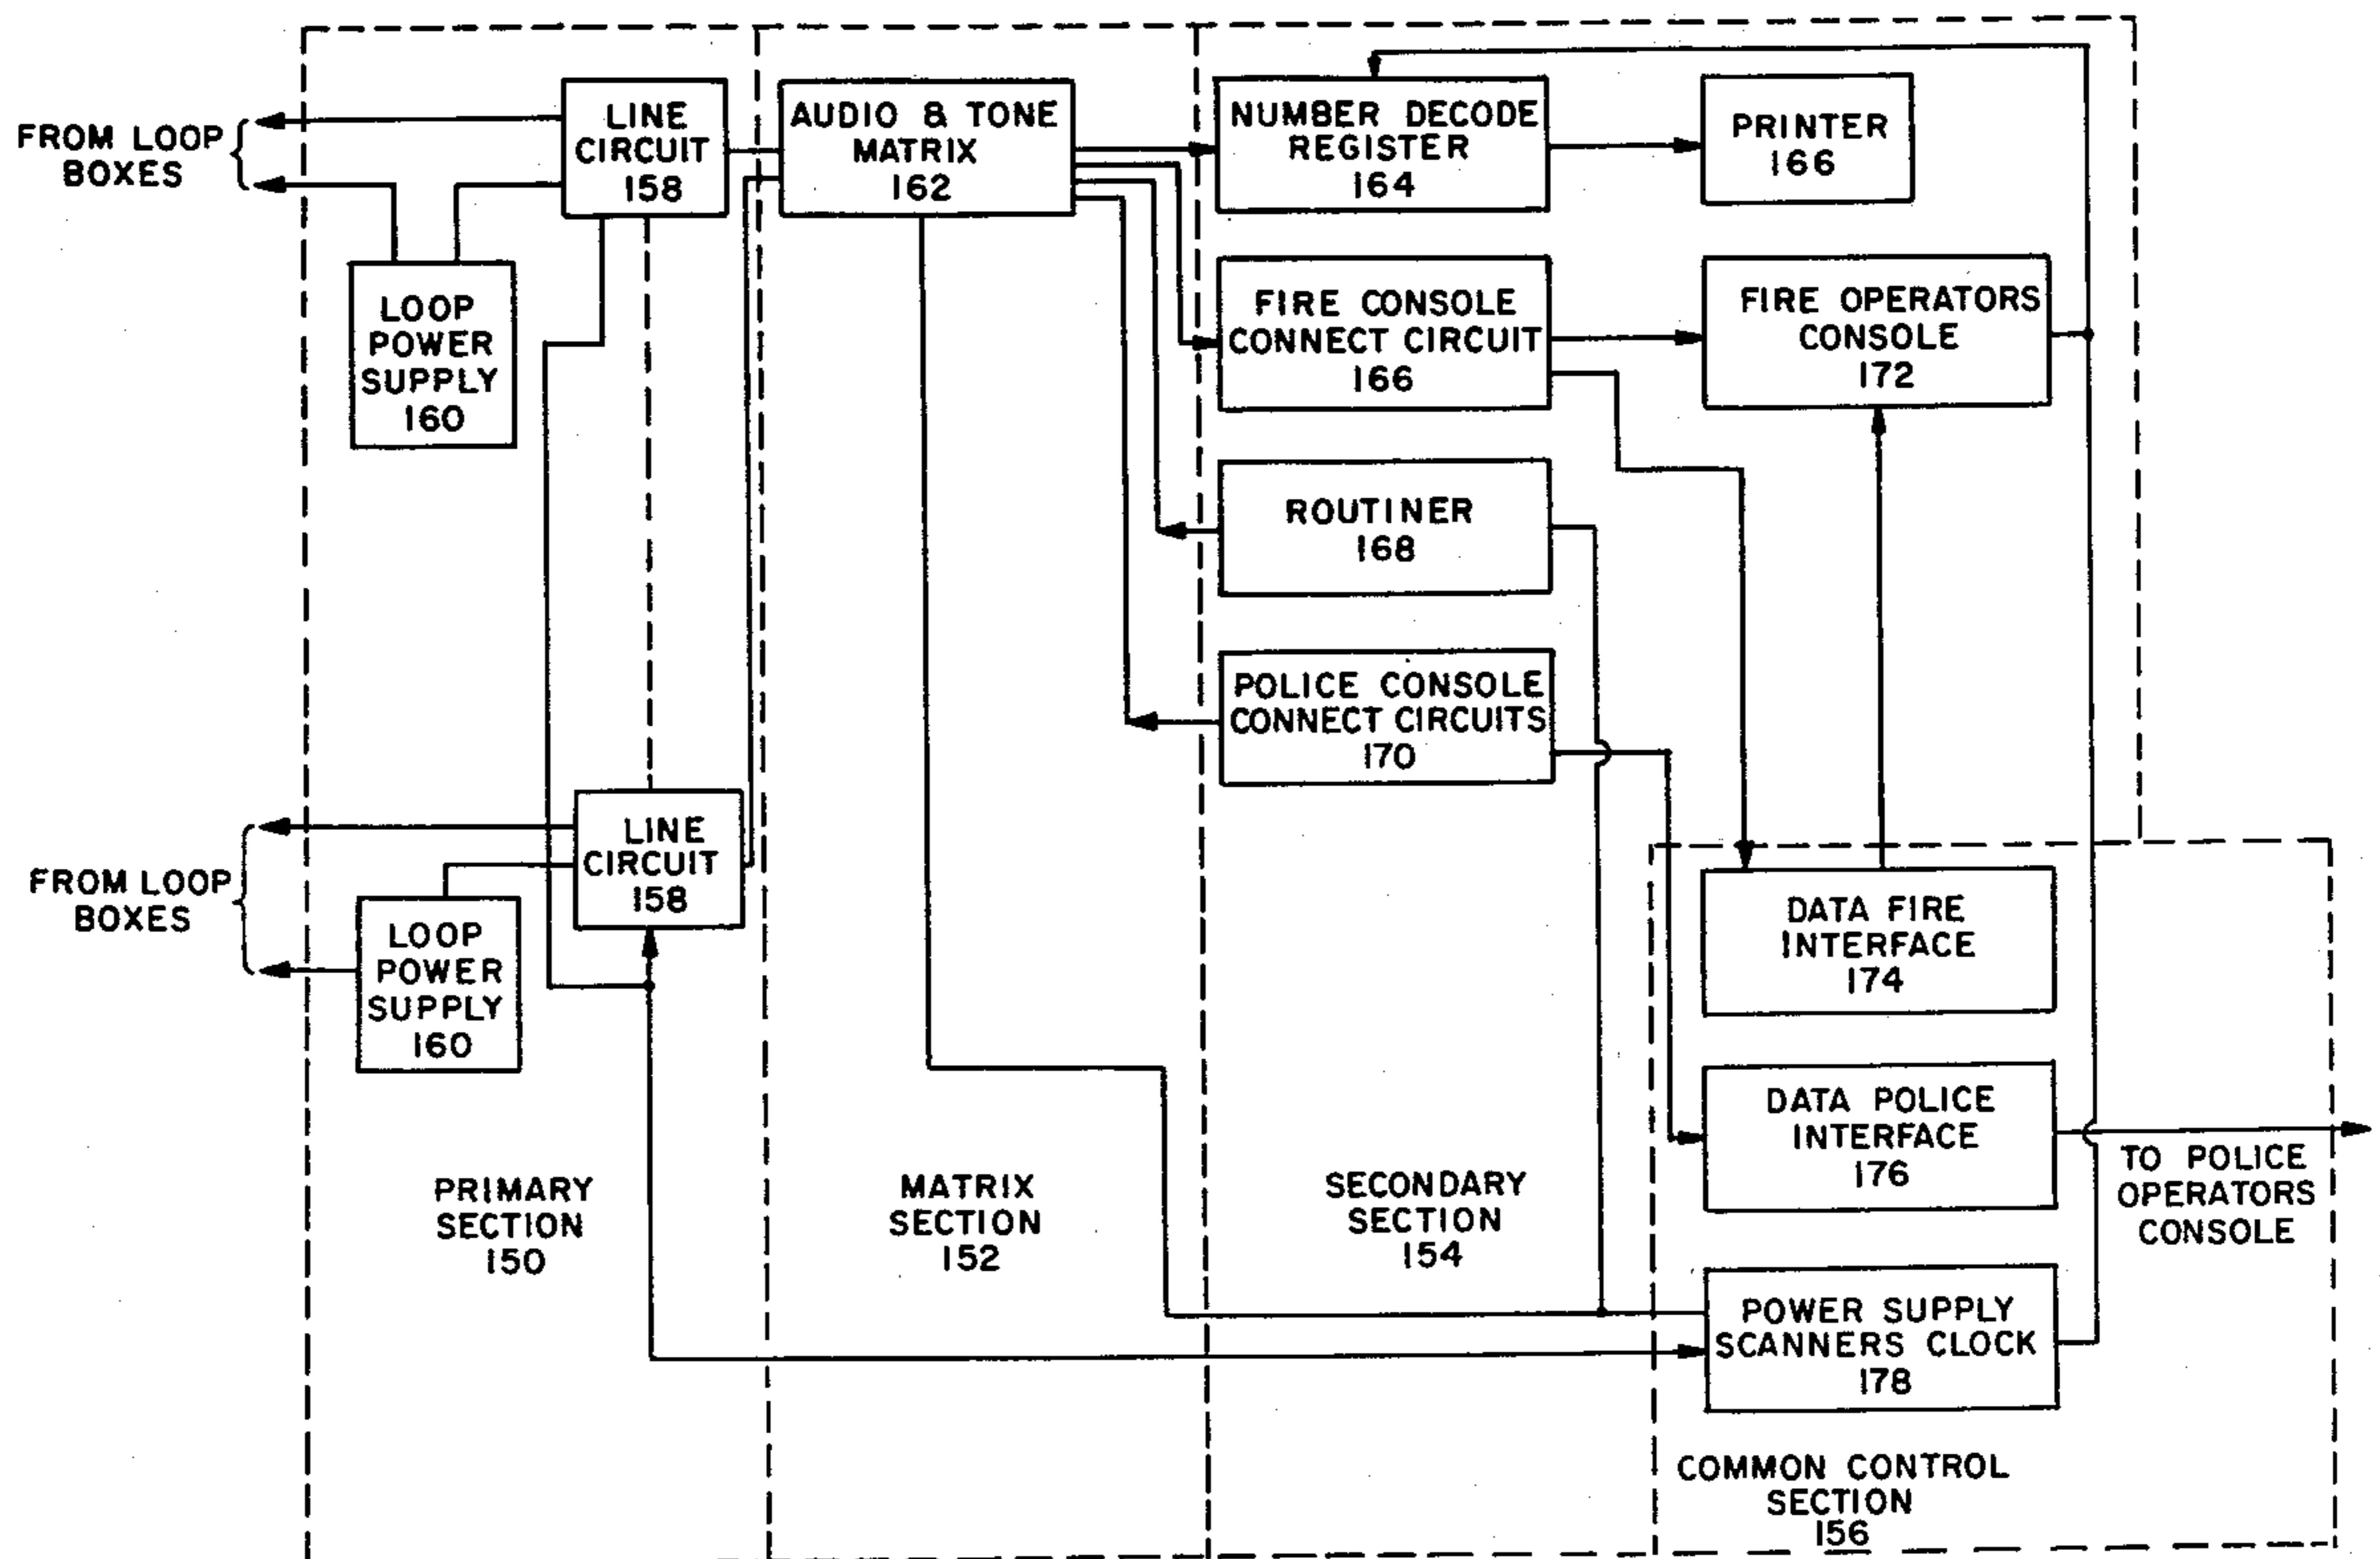 FROM LOOP
BOXES
LINE
CIRCUIT
158
LOOP
POWER
SUPPLY
160
AUDIO & TONE
MATRIX
162
NUMBER DECODE
REGISTER
164
PRINTER
166
FIRE CONSOLE
CONNECT CIRCUIT
166
FIRE OPERATORS
CONSOLE
172
ROUTINER
168
POLICE CONSOLE
CONNECT CIRCUITS
170
FROM LOOP
BOXES
LINE
CIRCUIT
158
LOOP
POWER
SUPPLY
160
DATA FIRE
INTERFACE
174
DATA POLICE
INTERFACE
176
TO POLICE
OPERATORS
CONSOLE
POWER SUPPLY
SCANNERS CLOCK
178
PRIMARY
SECTION
150
MATRIX
SECTION
152
SECONDARY
SECTION
154
COMMON CONTROL
SECTION
156